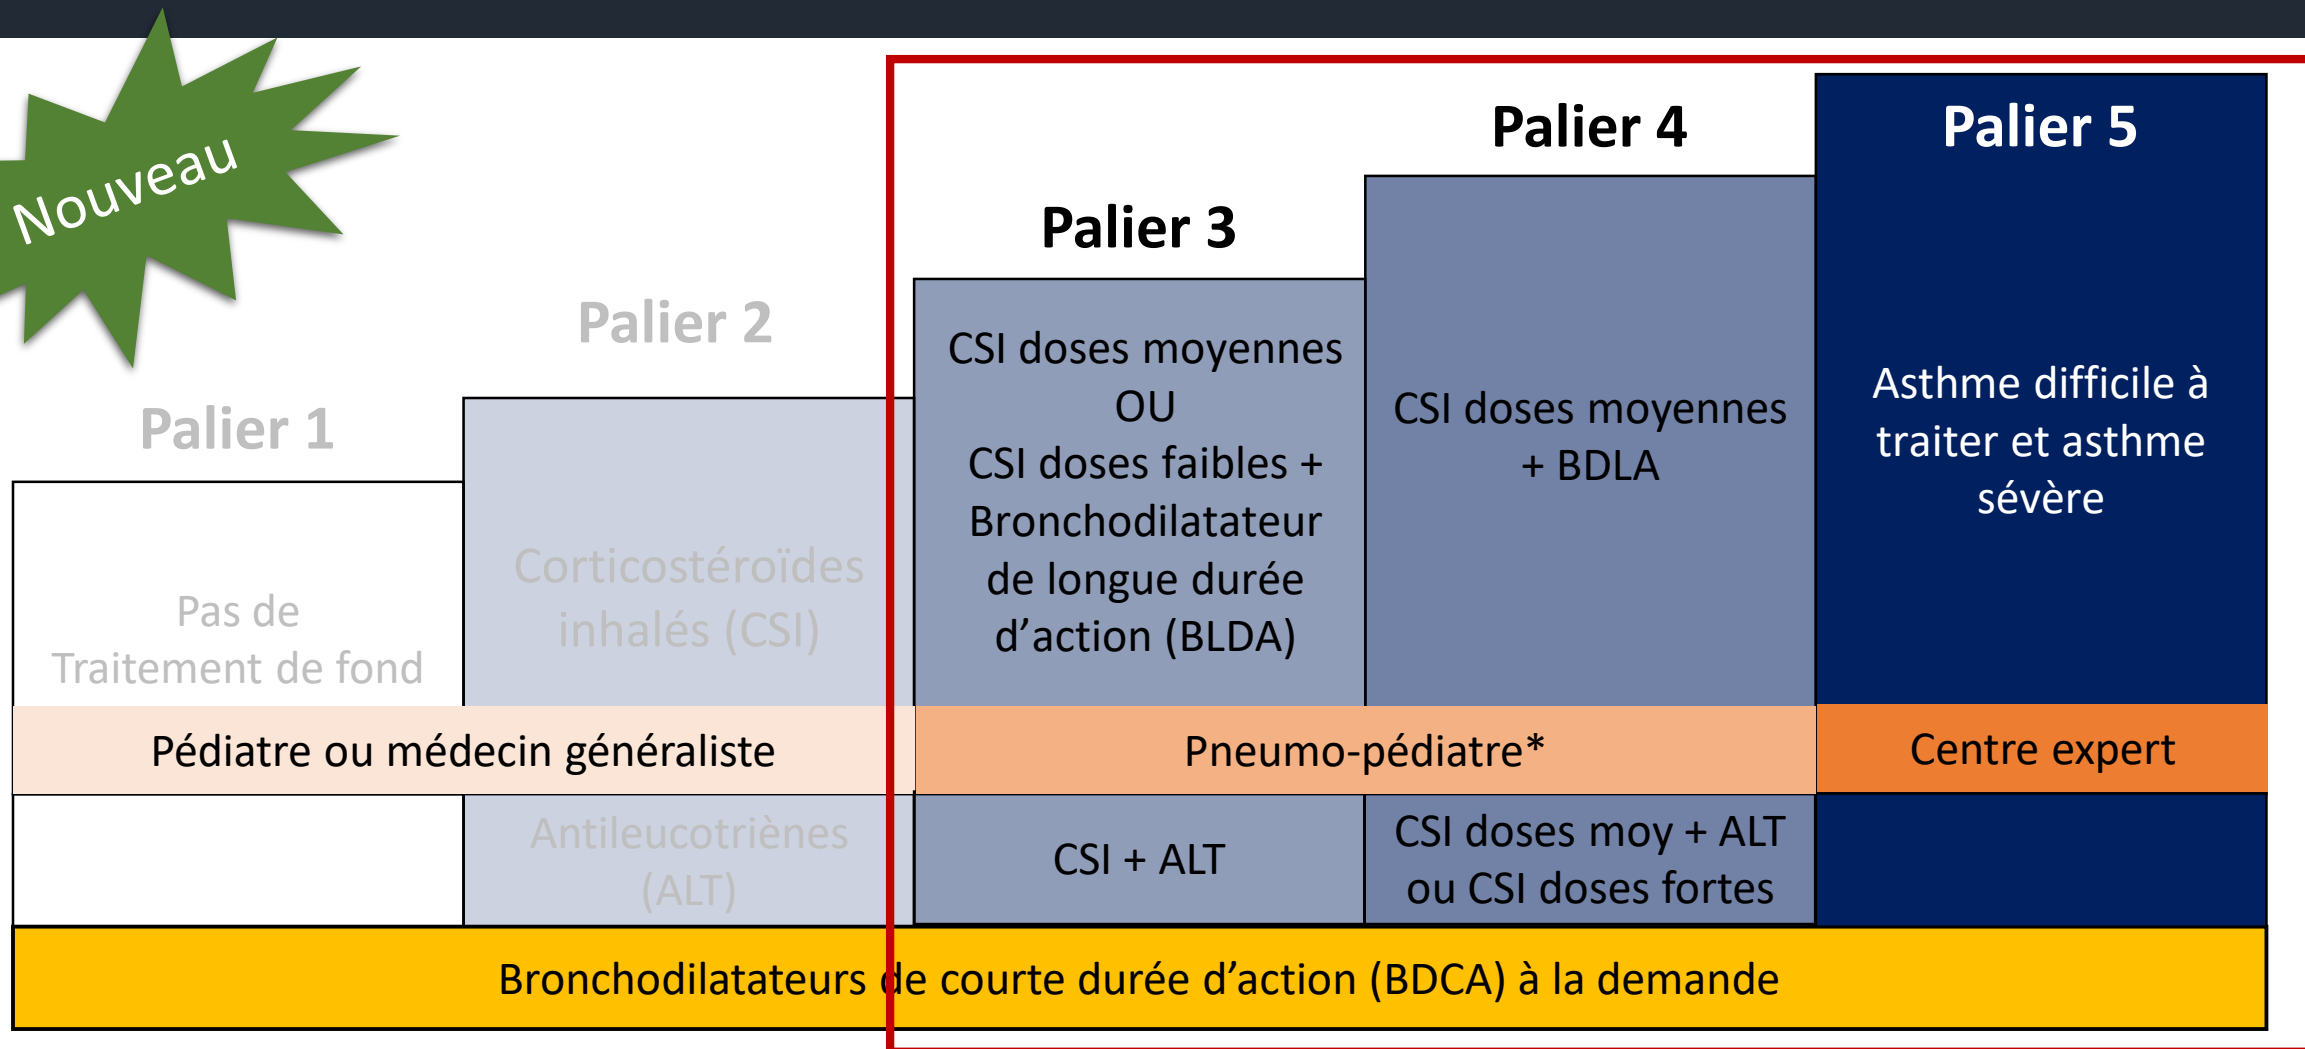 Nouveau
Palier 1
Pas de
Traitement de fond
Palier 2
Corticostéroïdes
inhalés (CSI)
Antileucotriènes
(ALT)
Palier 3
CSI doses moyennes
OU
CSI doses faibles +
Bronchodilatateur
de longue durée
d’action (BLDA)
CSI + ALT
Palier 4
CSI doses moyennes
+ BDLA
CSI doses moy + ALT
ou CSI doses fortes
Palier 5
Asthme difficile à
traiter et asthme
sévère
Pédiatre ou médecin généraliste
Pneumo-pédiatre*
Centre expert
Bronchodilatateurs de courte durée d’action (BDCA) à la demande